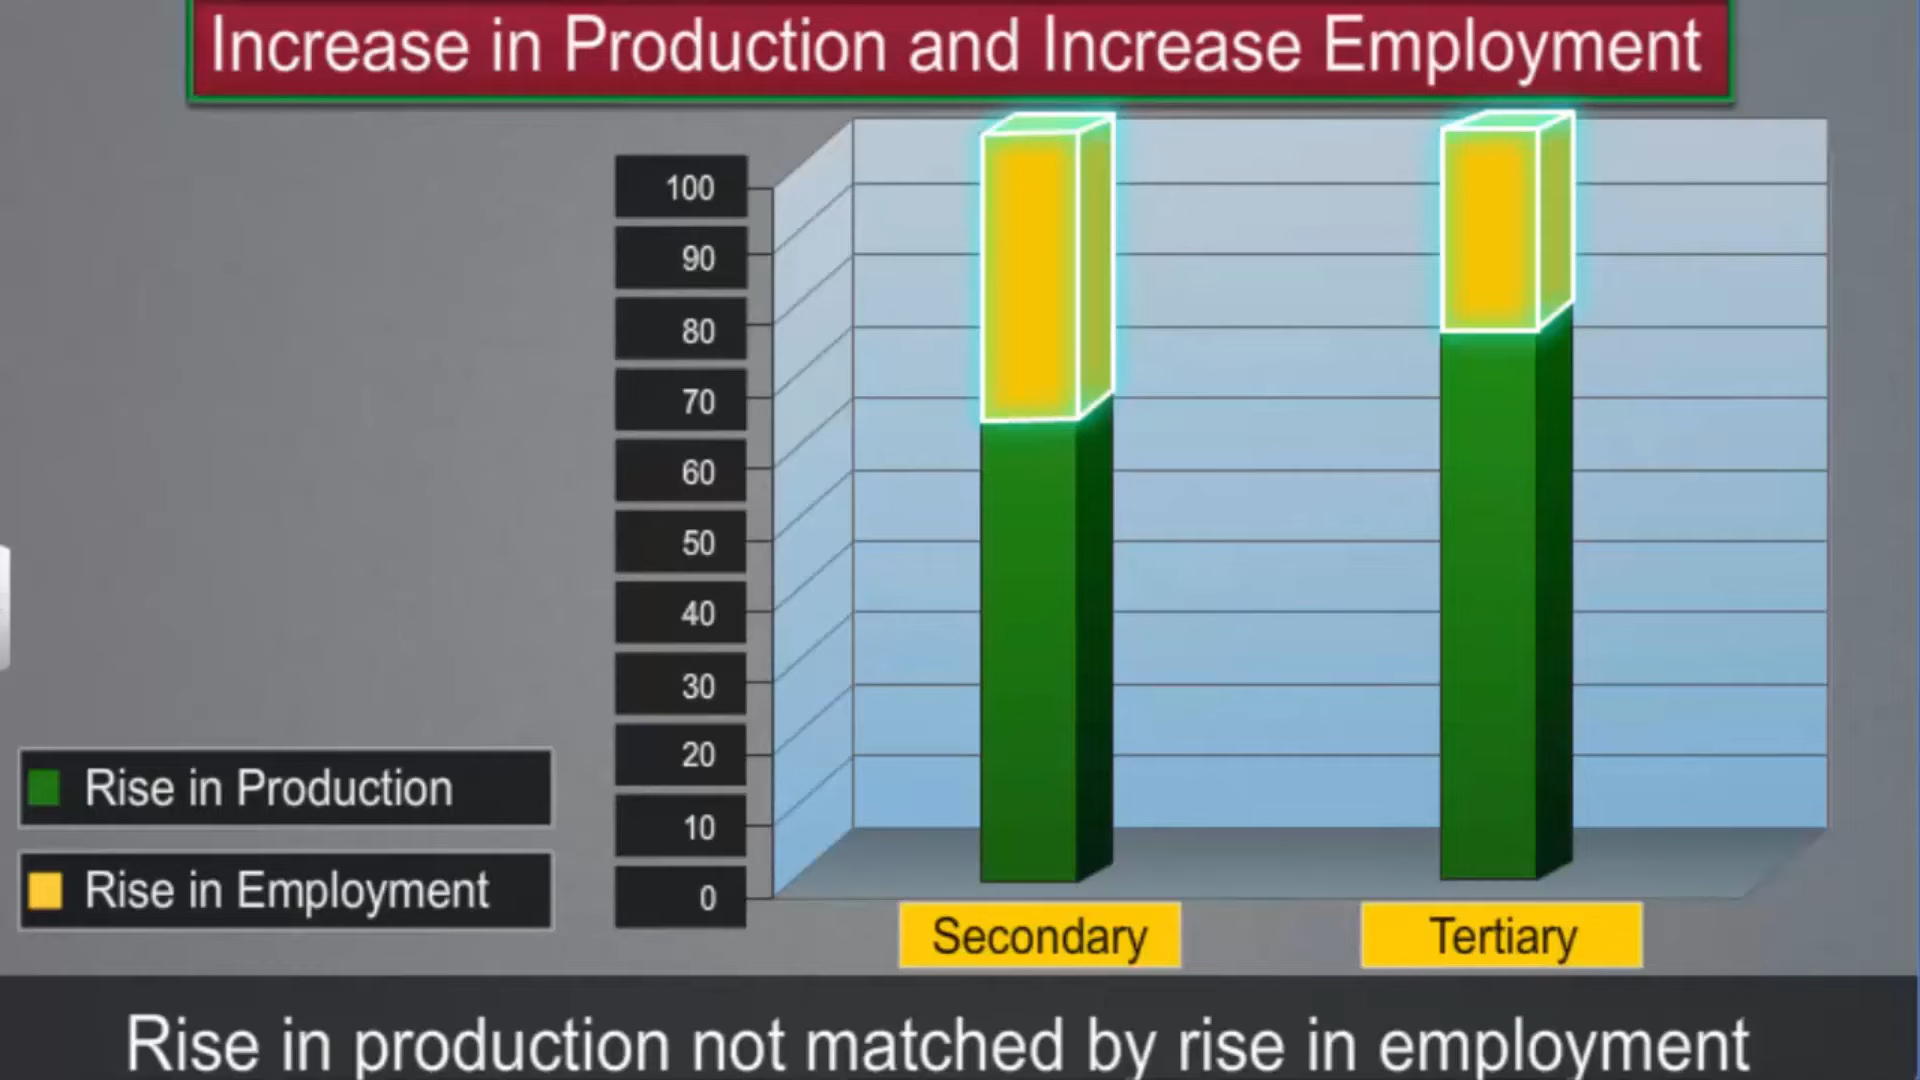 Increase in Production and Increase Employment
100
90
80
70
60
50
40
30
20
10
0
Rise in Production
Rise in Employment
Secondary
Tertiary
Rise in production not matched by rise in employment